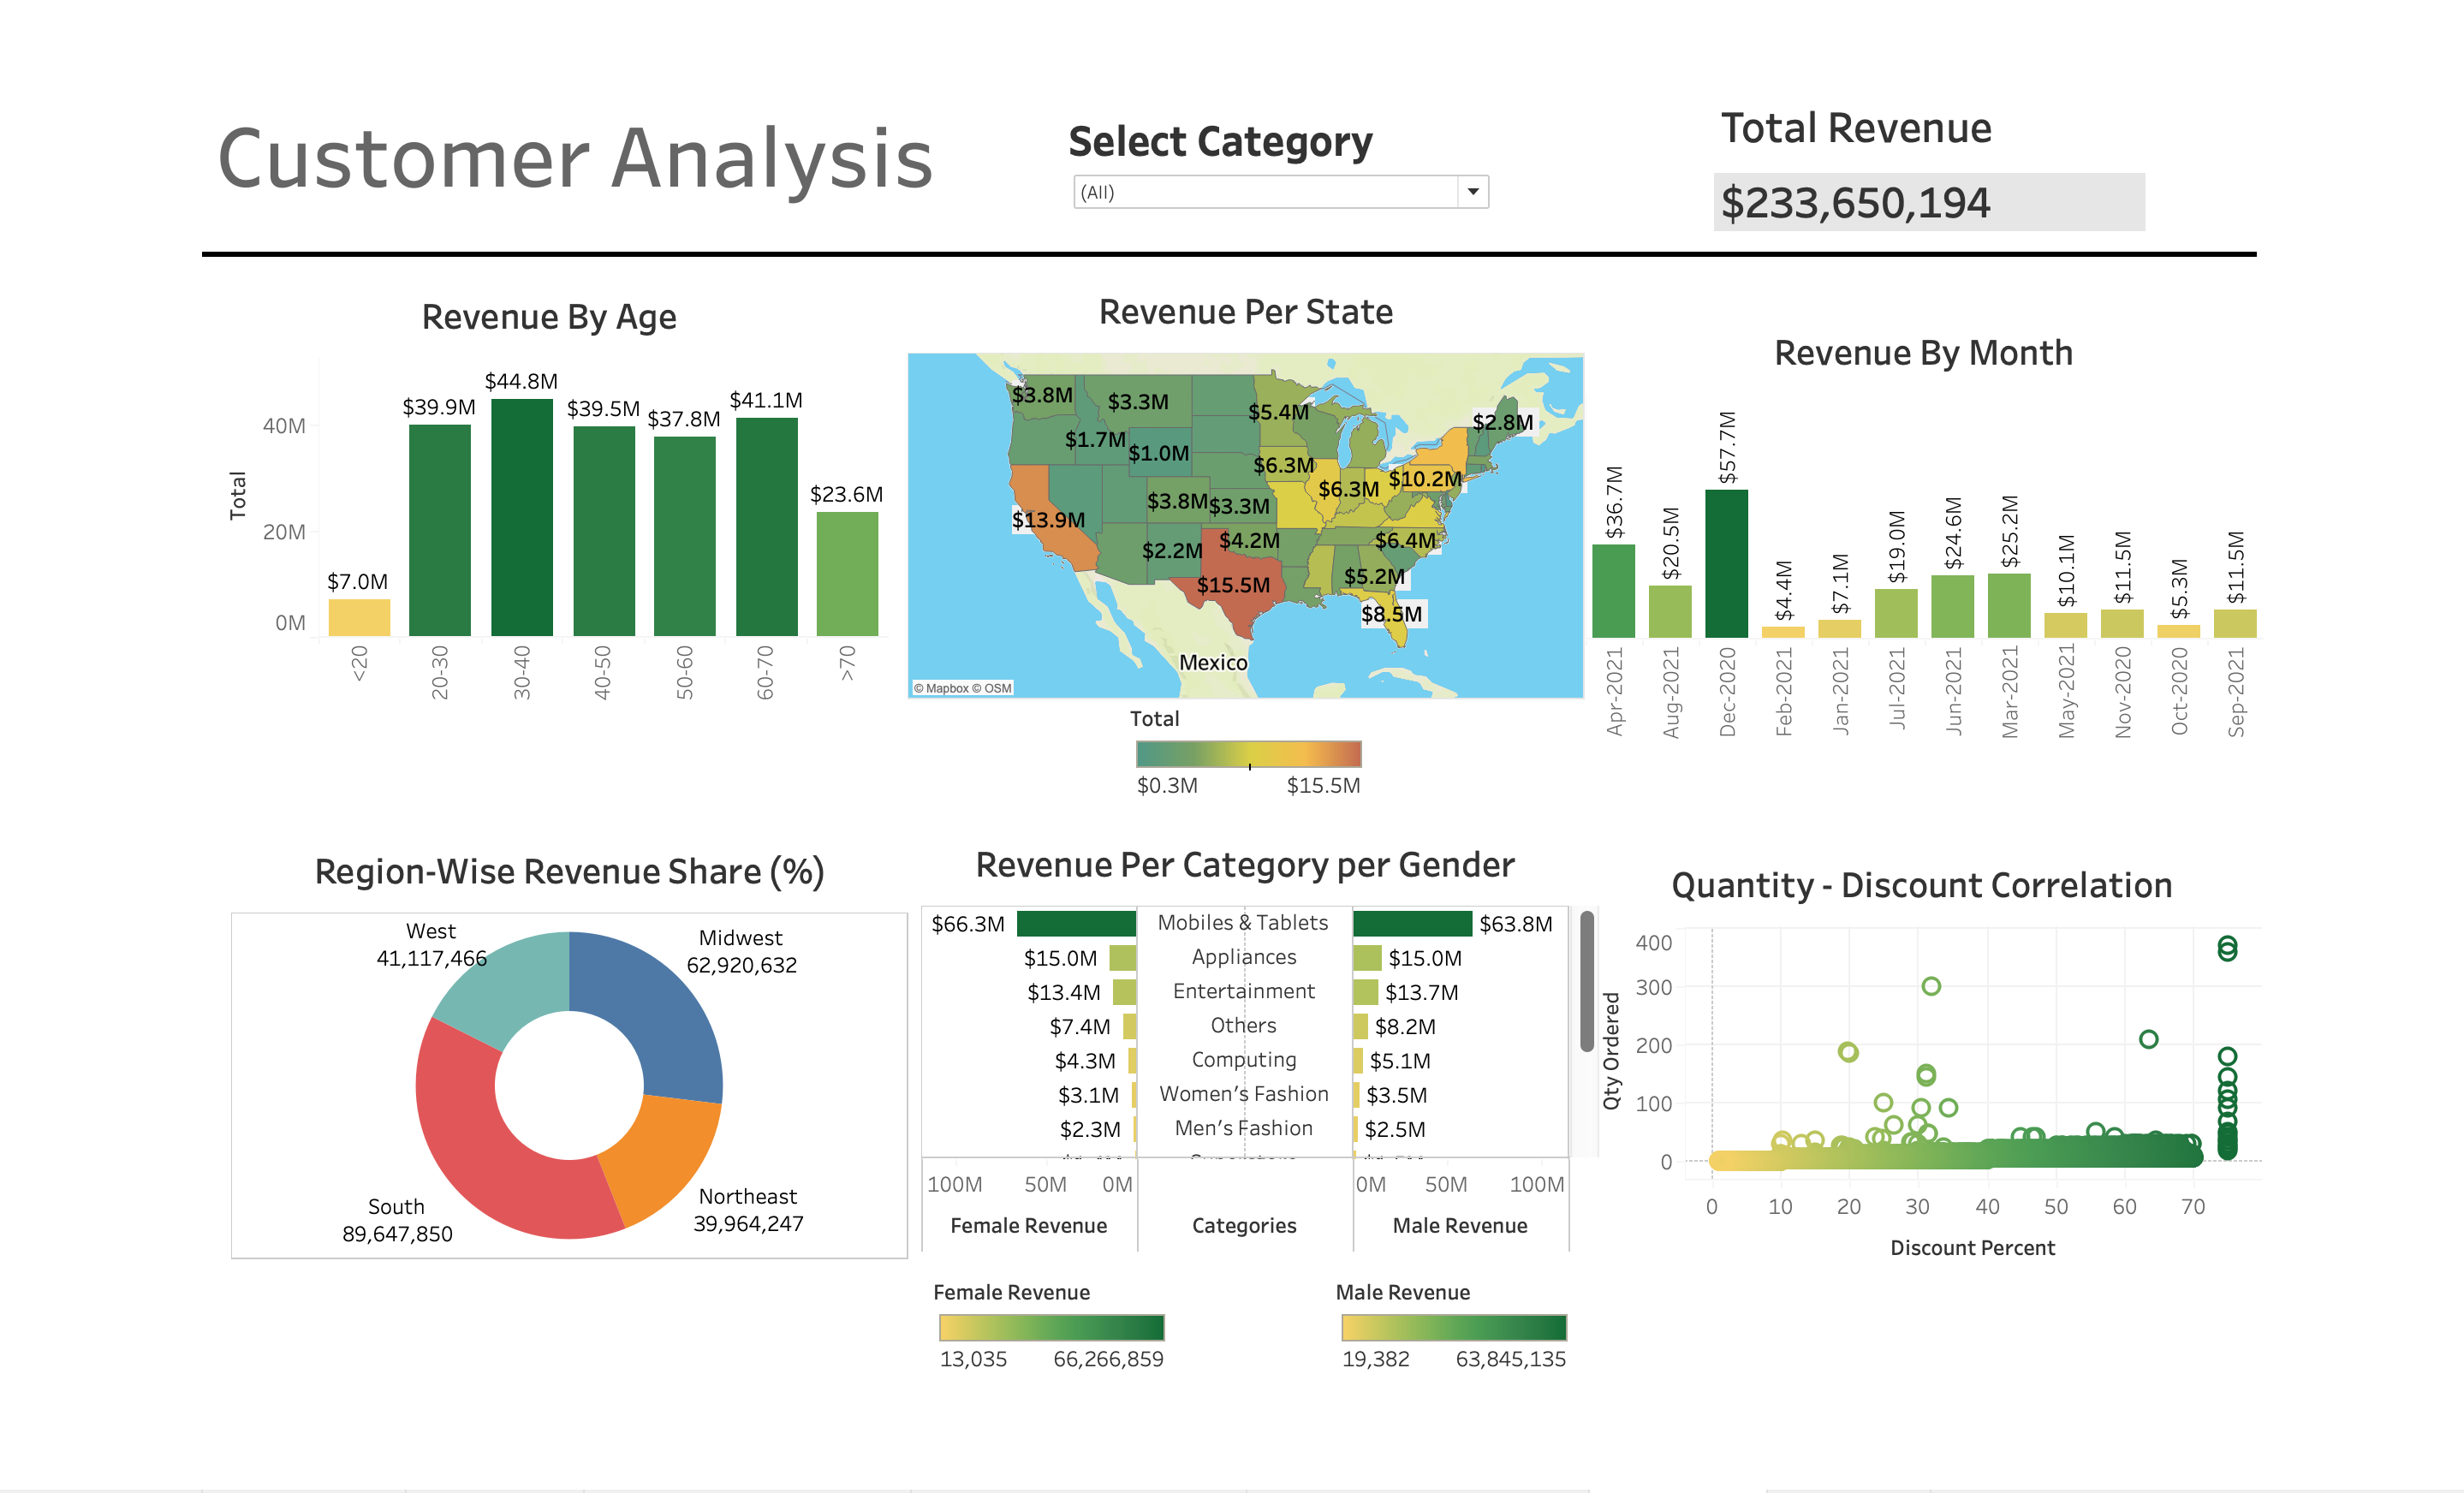 Customer Analysis
Select Category
(All)
Total Revenue
$233,650,194
Revenue By Age
Total
40M
20M
0M
$7.0M
$39.9M
$44.8M
$39.5M
$37.8M
$41.1M
$23.6M
<20
20-30
30-40
40-50
50-60
60-70
>70
Revenue Per State
$3.8M
$3.3M
$5.4M
$2.8M
$1.7M
$1.0M
$6.3M
$6.3M
$10.2M
$3.8M
$3.3M
$13.9M
$2.2M
$4.2M
$6.4M
$15.5M
$5.2M
$8.5M
Mexico
© Mapbox © OSM
Total
$0.3M
$15.5M
Revenue By Month
$36.7M
$20.5M
$57.7M
$4.4M
$7.1M
$19.0M
$24.6M
$25.2M
$10.1M
$11.5M
$5.3M
$11.5M
Apr-2021
Aug-2021
Dec-2020
Feb-2021
Jan-2021
Jul-2021
Jun-2021
Mar-2021
May-2021
Nov-2020
Oct-2020
Sep-2021
Region-Wise Revenue Share (%)
West
41,117,466
Midwest
62,920,632
South
89,647,850
Northeast
39,964,247
Revenue Per Category per Gender
$66.3M Mobiles & Tablets $63.8M
$15.0M Appliances $15.0M
$13.4M Entertainment $13.7M
$7.4M Others $8.2M
$4.3M Computing $5.1M
$3.1M Women's Fashion $3.5M
$2.3M Men's Fashion $2.5M
100M 50M 0M 0M 50M 100M
Female Revenue Categories Male Revenue
Female Revenue
13,035 66,266,859
Male Revenue
19,382 63,845,135
Quantity - Discount Correlation
Qty Ordered
400
300
200
100
0
0 10 20 30 40 50 60 70
Discount Percent